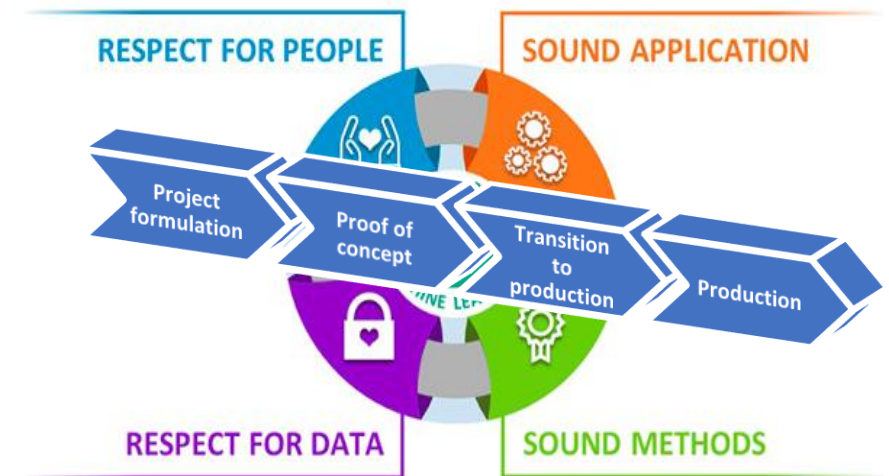 RESPECT FOR PEOPLE
SOUND APPLICATION
Project
formulation
Proof of
concept
Transition
to
production
Production
RESPECT FOR DATA
SOUND METHODS